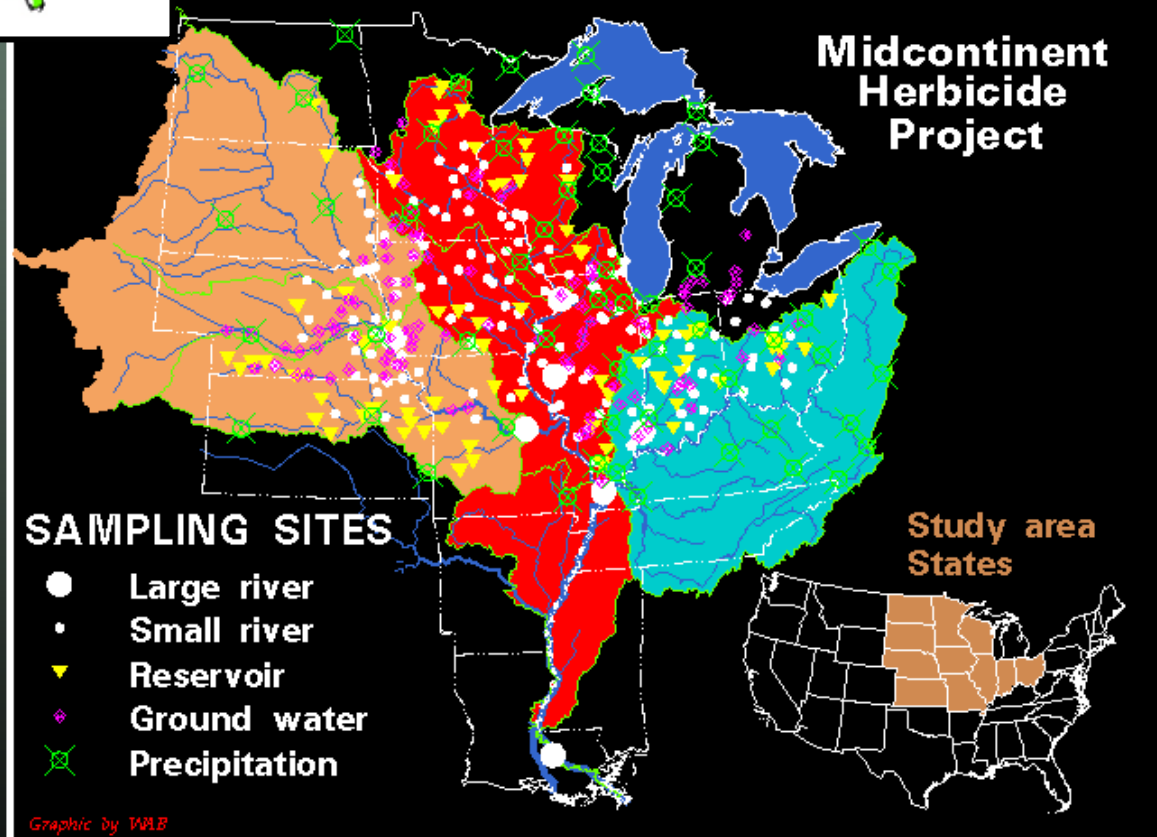 Midcontinent
Herbicide
Project
SAMPLING SITES
Large river
Small river
Reservoir
Ground water
Precipitation
Study area
States
Graphic by WAB